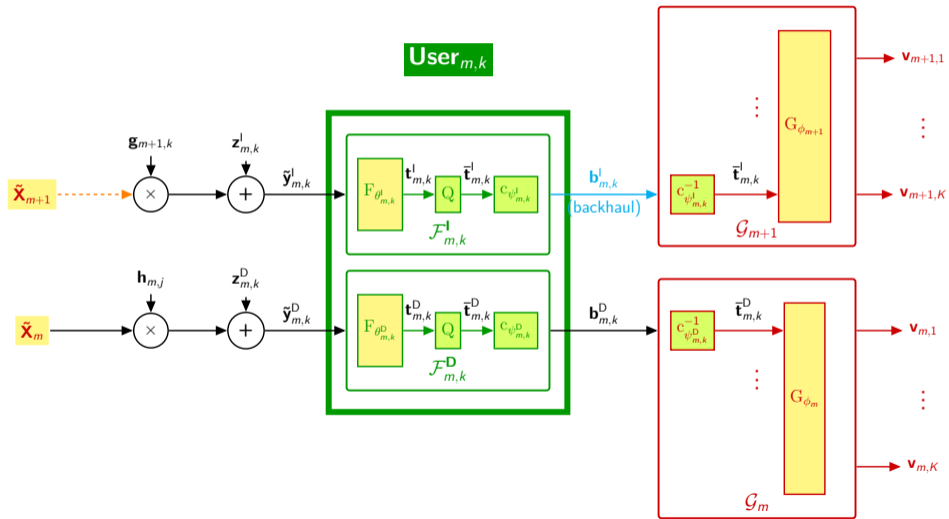 User_{m,k}
g_{m+1,k}
z^I_{m,k}
X̃_{m+1}
×
+
ỹ^I_{m,k}
F_{θ^I_{m,k}}
t^I_{m,k}
Q
t̄^I_{m,k}
c_{ψ^I_{m,k}}
ℱ^I_{m,k}
b^I_{m,k}
(backhaul)
c^{-1}_{ψ^I_{m,k}}
t̄^I_{m,k}
⋮
G_{ϕ_{m+1}}
𝒢_{m+1}
v_{m+1,1}
⋮
v_{m+1,K}
h_{m,j}
z^D_{m,k}
X̃_m
×
+
ỹ^D_{m,k}
F_{θ^D_{m,k}}
t^D_{m,k}
Q
t̄^D_{m,k}
c_{ψ^D_{m,k}}
ℱ^D_{m,k}
b^D_{m,k}
c^{-1}_{ψ^D_{m,k}}
t̄^D_{m,k}
⋮
G_{ϕ_m}
𝒢_m
v_{m,1}
⋮
v_{m,K}